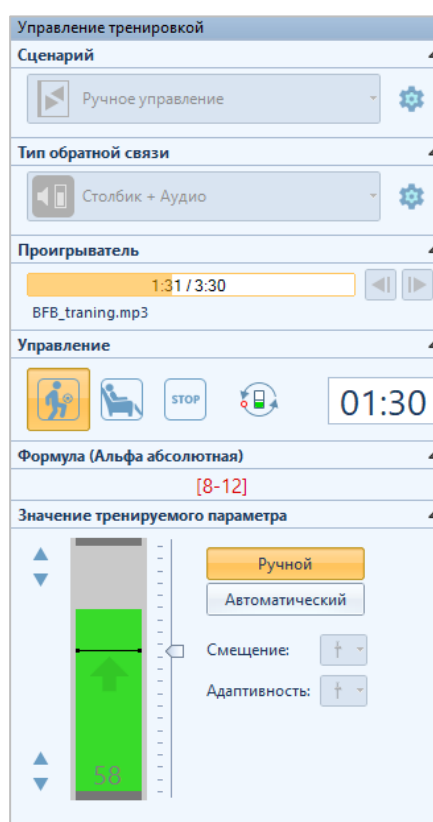 Управление тренировкой
Сценарий
Ручное управление
Тип обратной связи
Столбик + Аудио
Проигрыватель
1:31 / 3:30
BFB_traning.mp3
Управление
STOP
01:30
Формула (Альфа абсолютная)
[8-12]
Значение тренируемого параметра
Ручной
Автоматический
Смещение:
Адаптивность:
58